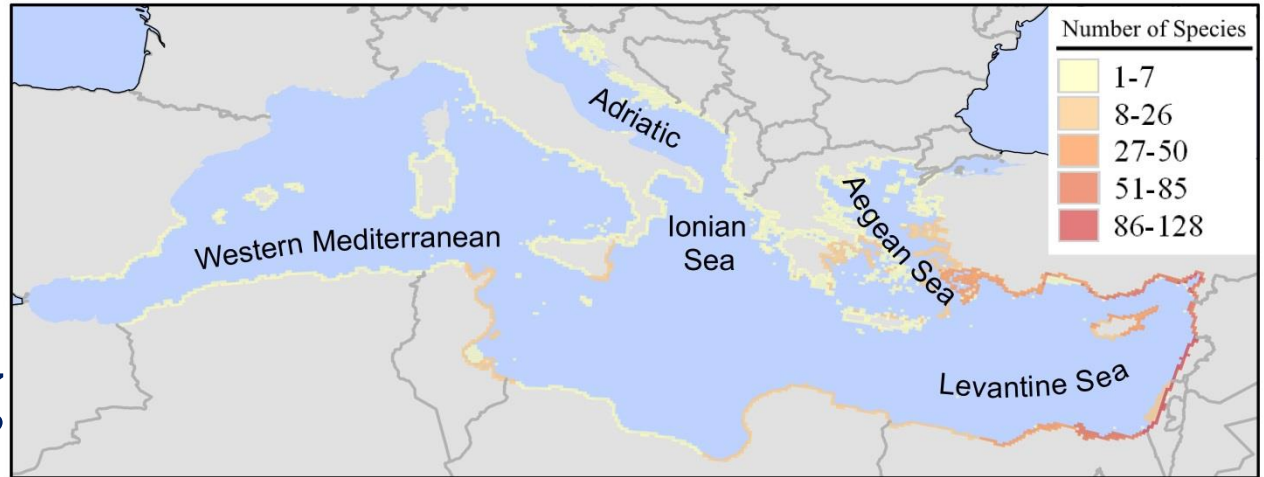 Number of Species
1-7
8-26
27-50
51-85
86-128
Adriatic
Aegean Sea
Ionian
Sea
Western Mediterranean
Levantine Sea